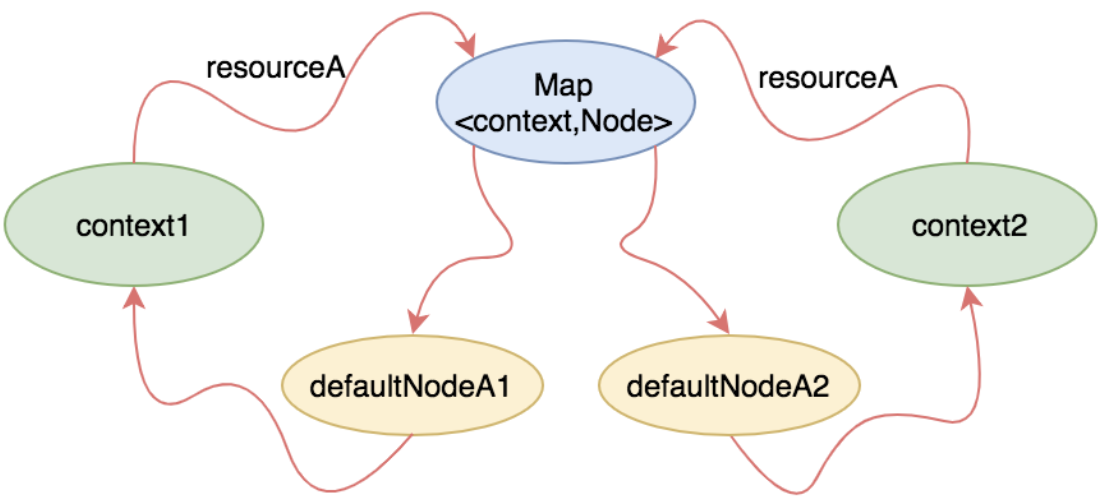 resourceA
Map
<context,Node>
resourceA
context1
context2
defaultNodeA1
defaultNodeA2